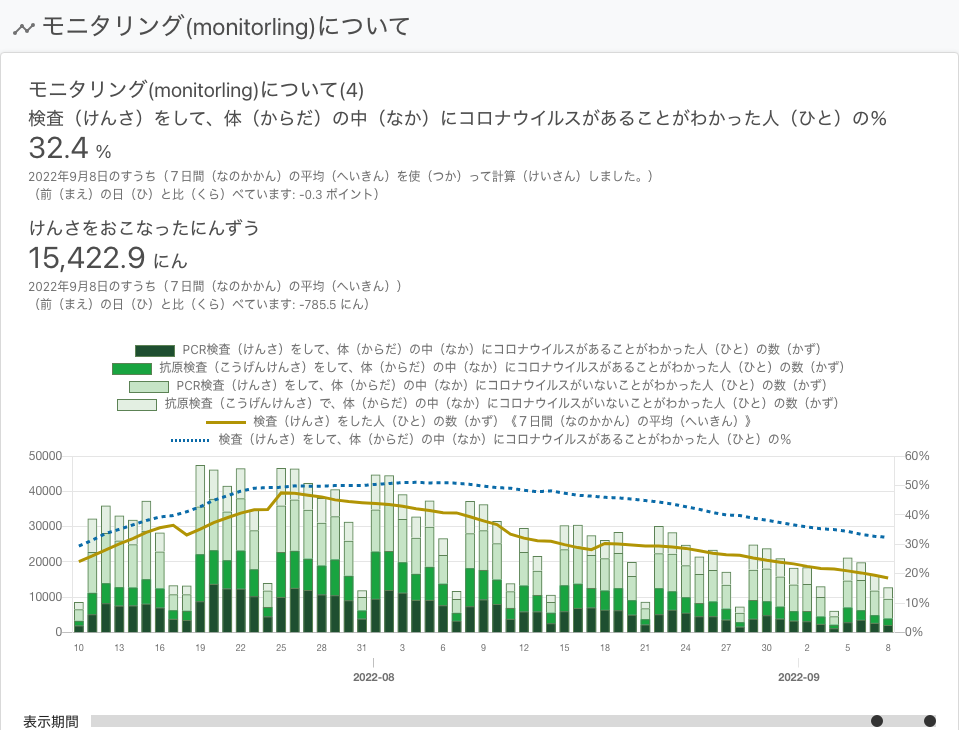 モニタリング(monitorling)について
モニタリング(monitorling)について(4)
検査（けんさ）をして、体（からだ）の中（なか）にコロナウイルスがあることがわかった人（ひと）の%
32.4 %
2022年9月8日のすうち（７日間（なのかかん）の平均（へいきん）を使（つか）って計算（けいさん）しました。）
（前（まえ）の日（ひ）と比（くら）べています: -0.3 ポイント）
けんさをおこなったにんずう
15,422.9 にん
2022年9月8日のすうち（７日間（なのかかん）の平均（へいきん））
（前（まえ）の日（ひ）と比（くら）べています: -785.5 にん）
PCR検査（けんさ）をして、体（からだ）の中（なか）にコロナウイルスがあることがわかった人（ひと）の数（かず）
抗原検査（こうげんけんさ）をして、体（からだ）の中（なか）にコロナウイルスがあることがわかった人（ひと）の数（かず）
PCR検査（けんさ）をして、体（からだ）の中（なか）にコロナウイルスがいないことがわかった人（ひと）の数（かず）
抗原検査（こうげんけんさ）で、体（からだ）の中（なか）にコロナウイルスがいないことがわかった人（ひと）の数（かず）
検査（けんさ）をした人（ひと）の数（かず）《７日間（なのかかん）の平均（へいきん）》
検査（けんさ）をして、体（からだ）の中（なか）にコロナウイルスがあることがわかった人（ひと）の%
50000 60%
40000 50%
30000 40%
20000 30%
10000 20%
0 10%
0%
10 13 16 19 22 25 28 31 3 6 9 12 15 18 21 24 27 30 2 5 8
2022-08 2022-09
表示期間